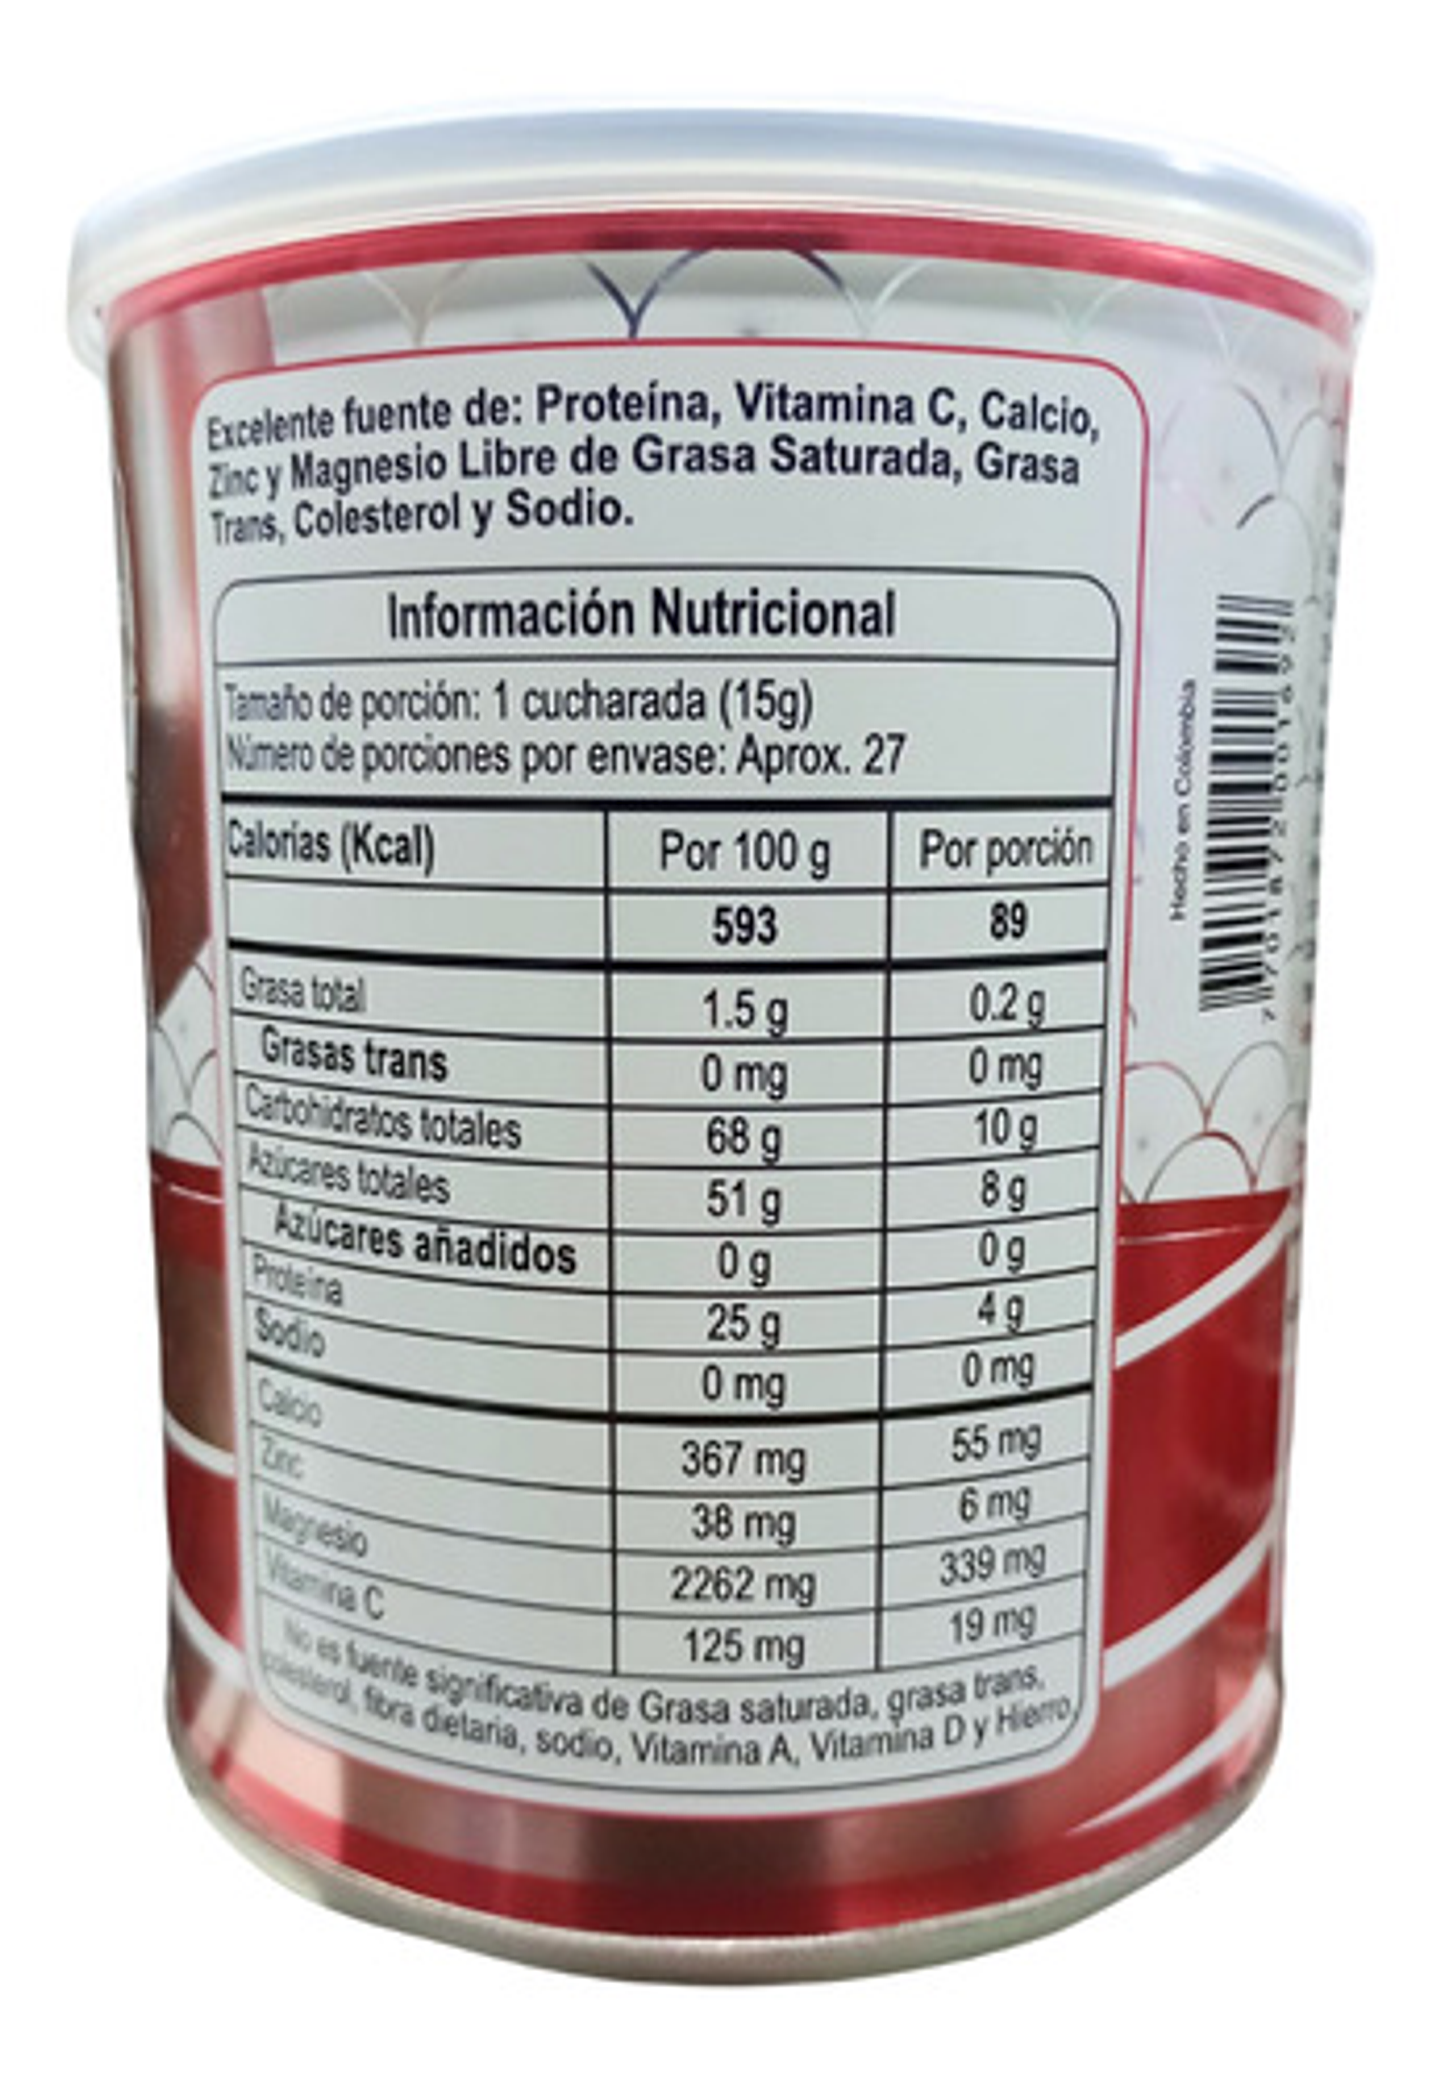 Excelente fuente de: Proteína, Vitamina C, Calcio,
Zinc y Magnesio Libre de Grasa Saturada, Grasa
Trans, Colesterol y Sodio.
Información Nutricional
Tamaño de porción: 1 cucharada (15g)
Número de porciones por envase: Aprox. 27
Calorías (Kcal) Por 100 g Por porción
593 89
Grasa total 1.5 g 0.2 g
Grasas trans 0 mg 0 mg
Carbohidratos totales 68 g 10 g
Azúcares totales 51 g 8 g
Azúcares añadidos 0 g 0 g
Proteína 25 g 4 g
Sodio 0 mg 0 mg
Calcio 367 mg 55 mg
Zinc 38 mg 6 mg
Magnesio 2262 mg 339 mg
Vitamina C 125 mg 19 mg
No es fuente significativa de Grasa saturada, grasa trans,
colesterol, fibra dietaria, sodio, Vitamina A, Vitamina D y Hierro,
Hecho en Colombia
7 701872 001692